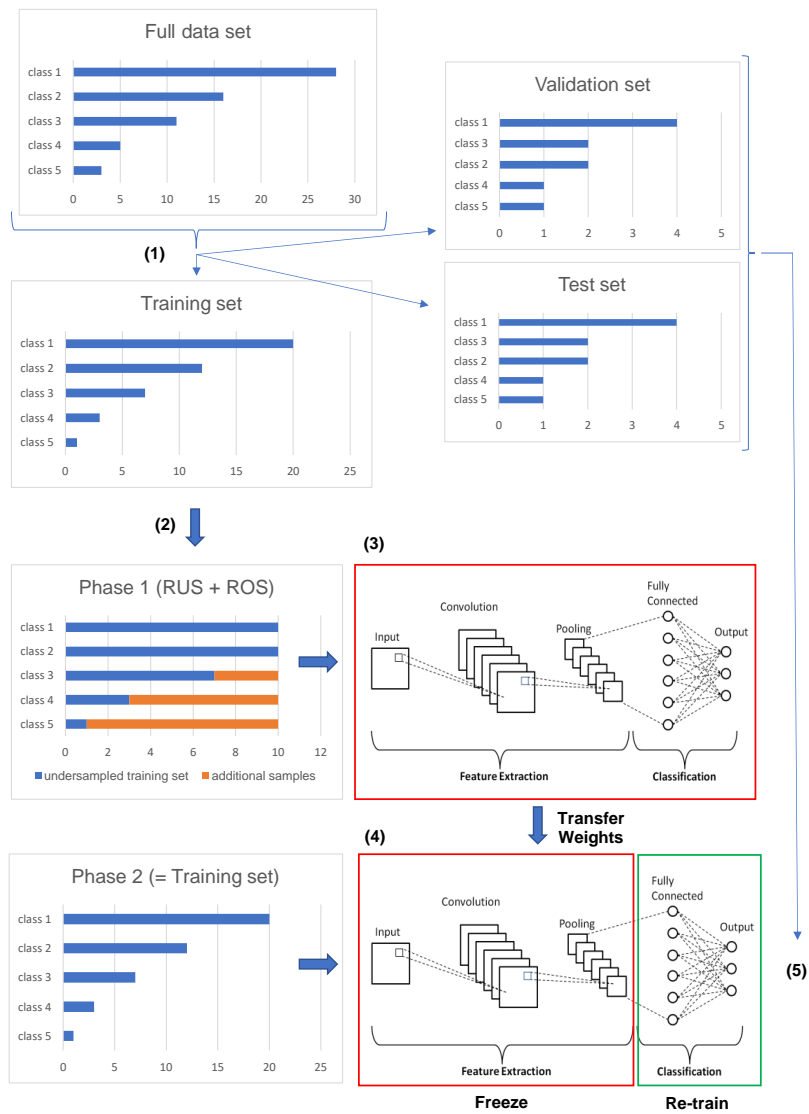 Full data set
class 1
class 2
class 3
class 4
class 5
0 5 10 15 20 25 30
Validation set
class 1
class 3
class 2
class 4
class 5
0 1 2 3 4 5
(1)
Training set
class 1
class 2
class 3
class 4
class 5
0 5 10 15 20 25
Test set
class 1
class 3
class 2
class 4
class 5
0 1 2 3 4 5
(2)
Phase 1 (RUS + ROS)
class 1
class 2
class 3
class 4
class 5
0 2 4 6 8 10 12
undersampled training set additional samples
(3)
Input
Convolution
Pooling
Fully
Connected
Output
Feature Extraction
Classification
Transfer
Weights
Phase 2 (= Training set)
class 1
class 2
class 3
class 4
class 5
0 5 10 15 20 25
(4)
Input
Convolution
Pooling
Fully
Connected
Output
Feature Extraction
Classification
Freeze
Re-train
(5)